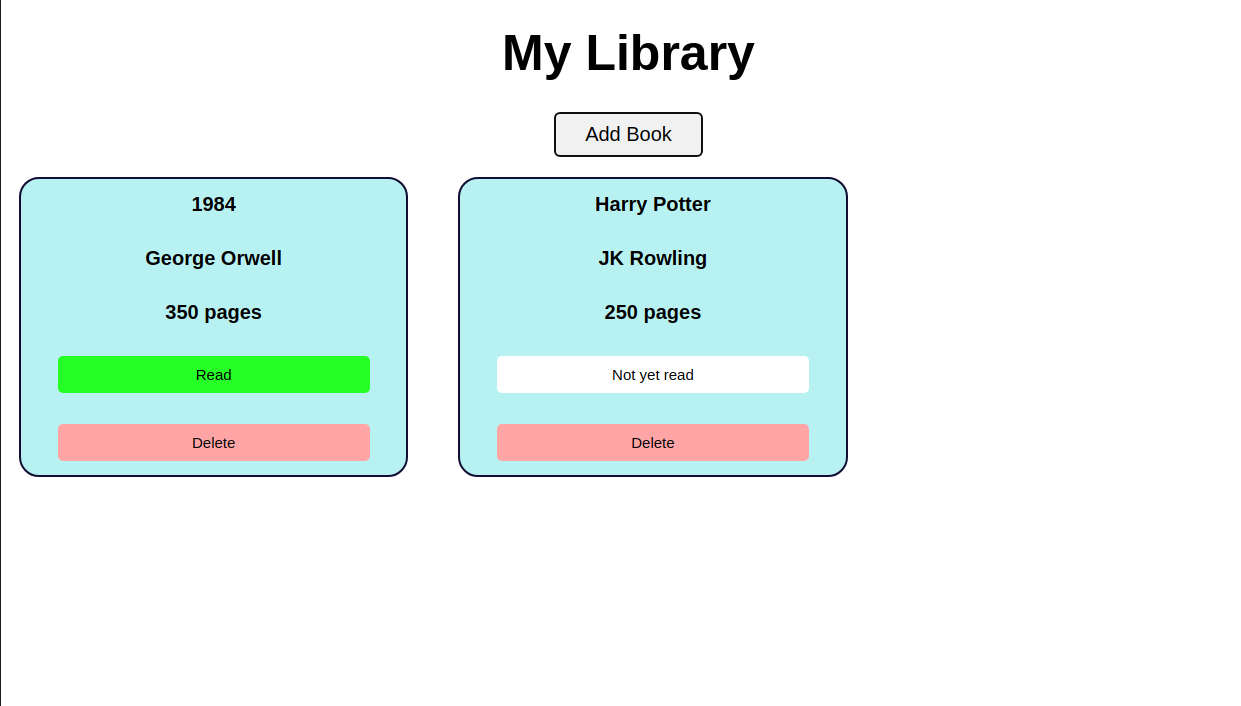 My Library
Add Book
1984
George Orwell
350 pages
Read
Delete
Harry Potter
JK Rowling
250 pages
Not yet read
Delete